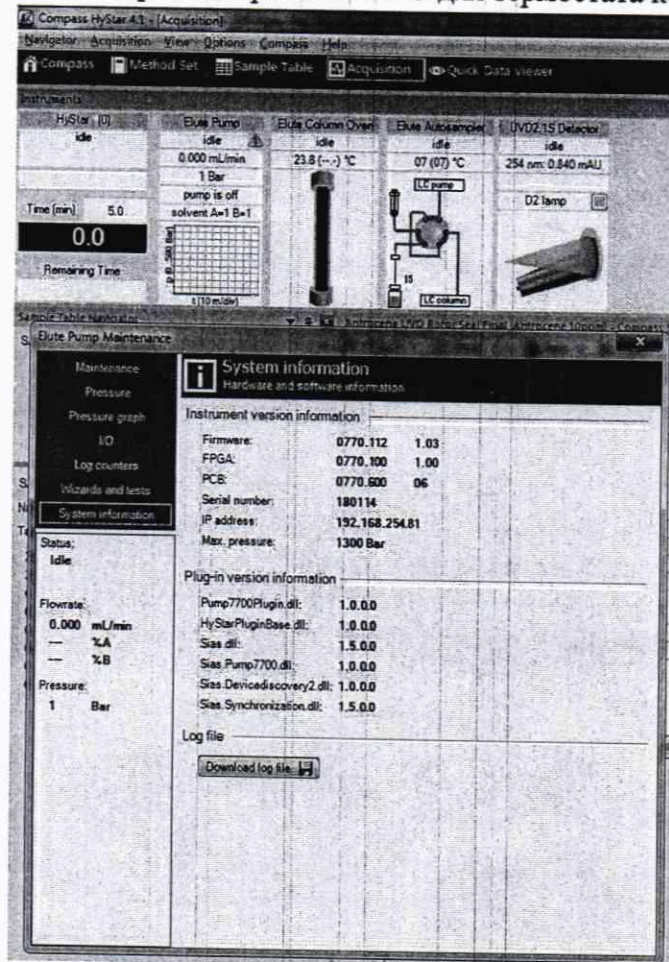 Compass HyStar 4.1 - [Acquisition]
Navigator Acquisition View Options Compass Help
Compass Method Set Sample Table Acquisition Quick Data Viewer
Instruments
HyStar [0] Elute Pump Elute Column Oven Elute Autosampler UVD2.1S Detector
idle idle idle idle idle
0.000 mL/min 23.8 (--.-) °C 07 (07) °C 254 nm: 0.840 mAU
1 Bar LC pump
pump is off D2 lamp
Time [min] 5.0 solvent A=1 B=1
0.0
Remaining Time 15
t [10 m/div] LC column
Sample Table Navigator
Elute Pump Maintenance
Maintenance
Pressure
Pressure graph
I/O
Log counters
Wizards and tests
System information
Status:
Idle
Flowrate:
0.000 mL/min
--- %A
--- %B
Pressure:
1 Bar
System information
Hardware and software information
Instrument version information
Firmware: 0770.112 1.03
FPGA: 0770.100 1.00
PCB: 0770.600 06
Serial number: 180114
IP address: 192.168.254.81
Max. pressure: 1300 Bar
Plug-in version information
Pump7700Plugin.dll: 1.0.0.0
HyStarPluginBase.dll: 1.0.0.0
Sias.dll: 1.5.0.0
Sias.Pump7700.dll: 1.0.0.0
Sias.Devicediscovery2.dll: 1.0.0.0
Sias.Synchronization.dll: 1.5.0.0
Log file
Download log file